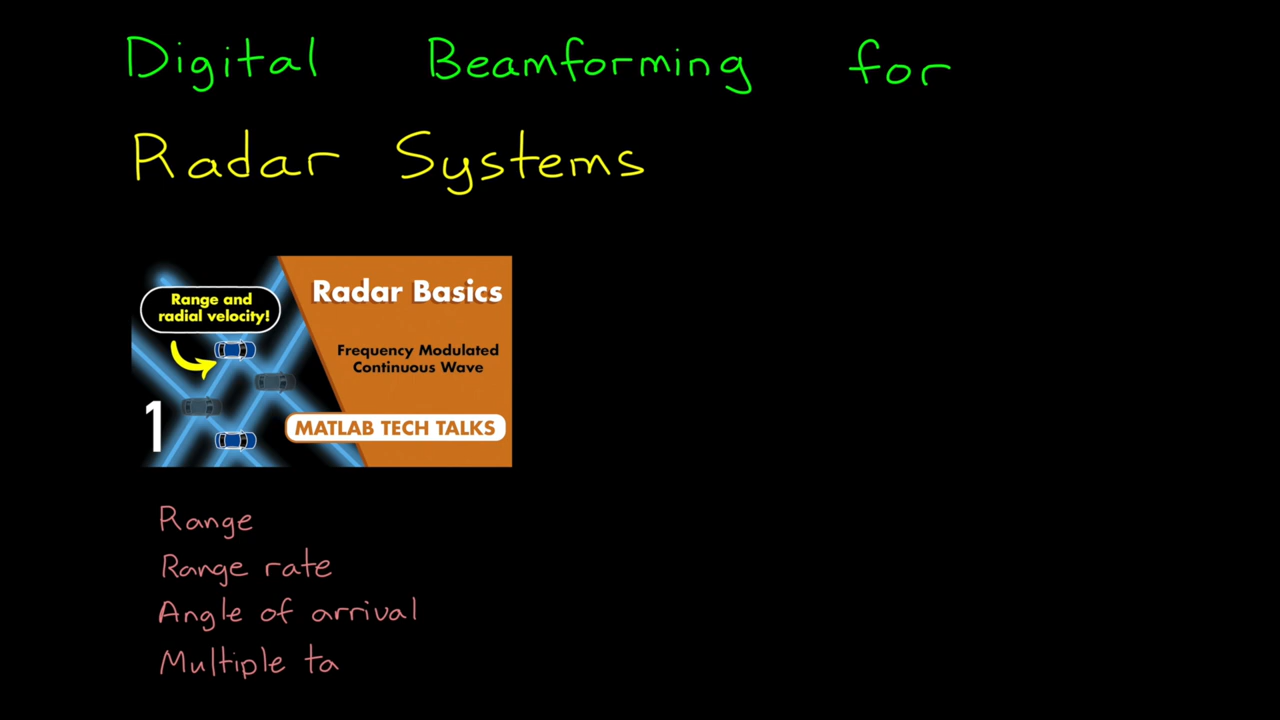 Digital Beamforming for
Radar Systems
Range and
radial velocity!
Radar Basics
Frequency Modulated
Continuous Wave
1
MATLAB TECH TALKS
Range
Range rate
Angle of arrival
Multiple ta